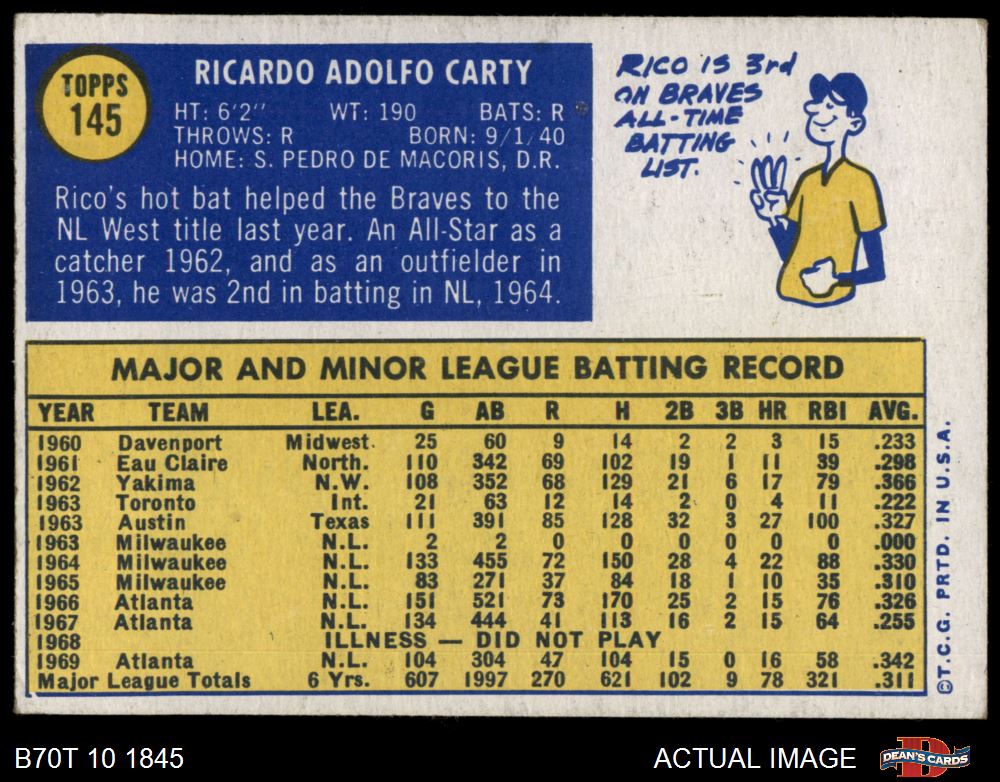 TOPPS
145
RICARDO ADOLFO CARTY
HT: 6'2" WT: 190 BATS: R
THROWS: R BORN: 9/1/40
HOME: S. PEDRO DE MACORIS, D.R.
Rico's hot bat helped the Braves to the
NL West title last year. An All-Star as a
catcher 1962, and as an outfielder in
1963, he was 2nd in batting in NL, 1964.
RICO IS 3rd
ON BRAVES
ALL-TIME
BATTING
LIST.
MAJOR AND MINOR LEAGUE BATTING RECORD
YEAR TEAM LEA. G AB R H 2B 3B HR RBI AVG.
1960 Davenport Midwest. 25 60 9 14 2 2 3 15 .233
1961 Eau Claire North. 110 342 69 102 19 1 11 39 .298
1962 Yakima N.W. 108 352 68 129 21 6 17 79 .366
1963 Toronto Int. 21 63 12 14 2 0 4 11 .222
1963 Austin Texas 111 391 85 128 32 3 27 100 .327
1963 Milwaukee N.L. 2 2 0 0 0 0 0 0 .000
1964 Milwaukee N.L. 133 455 72 150 28 4 22 88 .330
1965 Milwaukee N.L. 83 271 37 84 18 1 10 35 .310
1966 Atlanta N.L. 151 521 73 170 25 2 15 76 .326
1967 Atlanta N.L. 134 444 41 113 16 2 15 64 .255
1968 ILLNESS — DID NOT PLAY
1969 Atlanta N.L. 104 304 47 104 15 0 16 58 .342
Major League Totals 6 Yrs. 607 1997 270 621 102 9 78 321 .311
©T.C.G. PRTD. IN U.S.A.
B70T 10 1845
ACTUAL IMAGE
D
DEAN'S CARDS